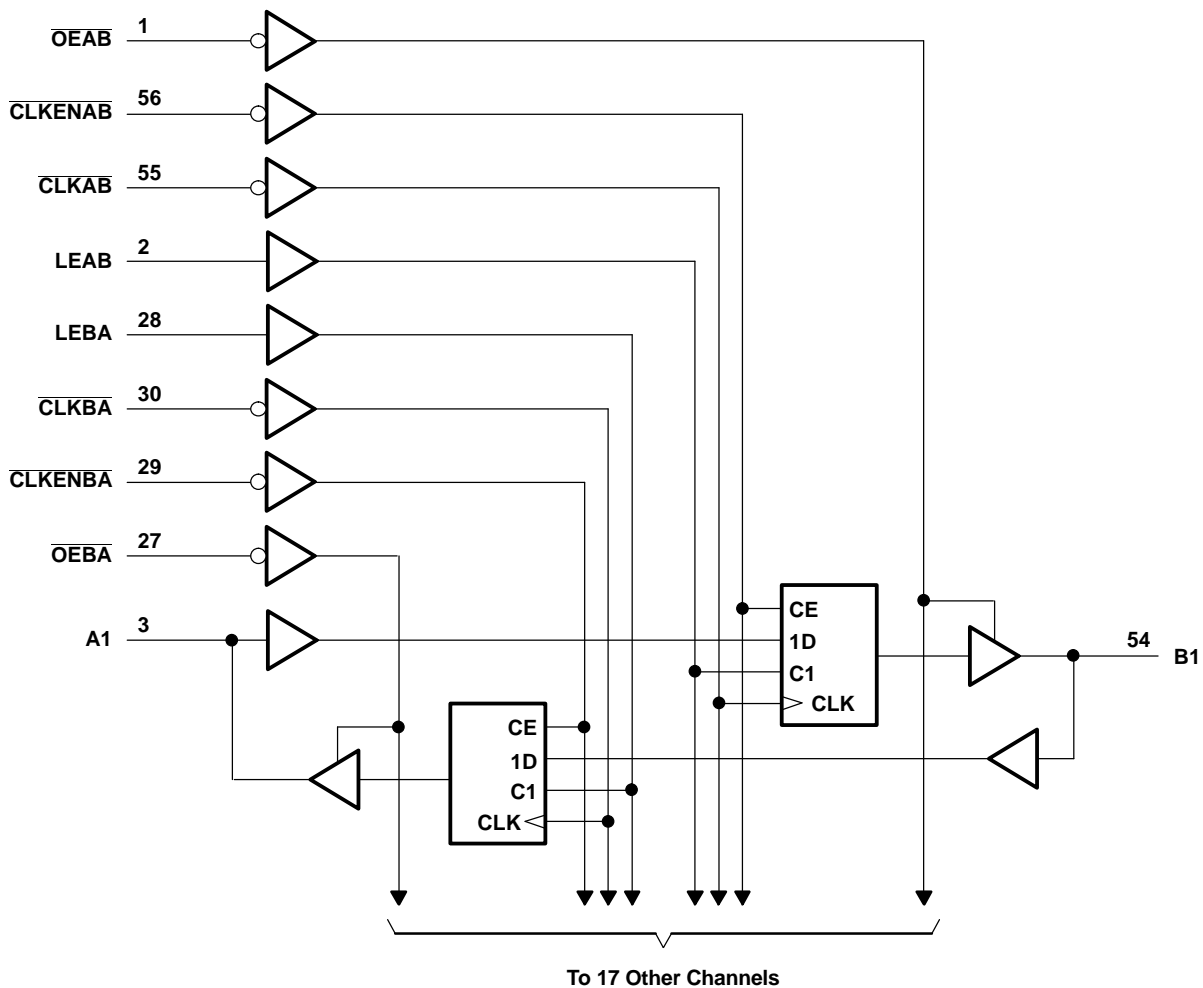 OEAB 1
CLKENAB 56
CLKAB 55
LEAB 2
LEBA 28
CLKBA 30
CLKENBA 29
OEBA 27
A1 3
CE
1D
C1
CLK
54 B1
CE
1D
C1
CLK
To 17 Other Channels